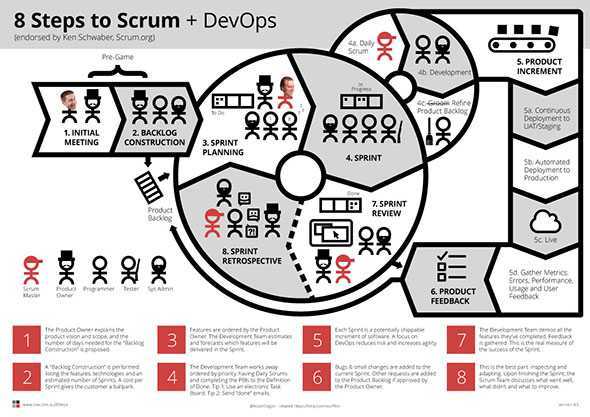 8 Steps to Scrum + DevOps
(endorsed by Ken Schwaber, Scrum.org)
Pre-Game
1. INITIAL
MEETING
2. BACKLOG
CONSTRUCTION
Product
Backlog
To Do
3. SPRINT
PLANNING
In
Progress
4. SPRINT
4a. Daily
Scrum
4b. Development
4c. Groom Refine
Product Backlog
5. PRODUCT
INCREMENT
5a. Continuous
Deployment to
UAT/Staging
5b. Automated
Deployment to
Production
5c. Live
5d. Gather Metrics:
Errors, Performance,
Usage and User
Feedback
6. PRODUCT
FEEDBACK
Done
7. SPRINT
REVIEW
8. SPRINT
RETROSPECTIVE
Scrum
Master
Product
Owner
Programmer
Tester
Sys Admin
1
The Product Owner explains the
product vision and scope, and the
number of days needed for the "Backlog
Construction" is proposed.
2
A "Backlog Construction" is performed
listing the features, technologies and an
estimated number of Sprints. A cost per
Sprint gives the customer a ballpark.
3
Features are ordered by the Product
Owner. The Development Team estimates
and forecasts which features will be
delivered in the Sprint.
4
The Development Team works away
ordered by priority, having Daily Scrums
and completing the PBIs to the Definition
of Done. Tip 1: Use an electronic Task
Board.
5
Each Sprint is a potentially shippable
increment of software. A focus on
DevOps reduces risk and increases agility.
6
Bugs & small changes are added to the
current Sprint. Other requests are added
to the Product Backlog if approved by
the Product Owner.
7
The Development Team demos all the
features they've completed. Feedback
is gathered. This is the real measure of
the success of the Sprint.
8
This is the best part, inspecting and
adapting. Upon finishing the Sprint, the
Scrum Team discusses what went well,
what didn't and what to improve.